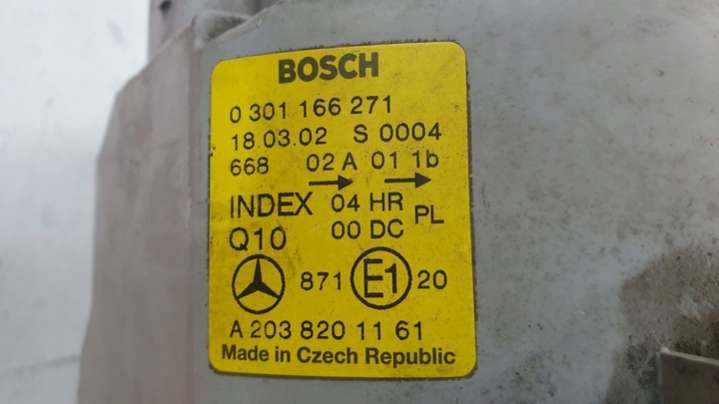 BOSCH
0 301 166 271
18.03.02 S 0004
668 02 A 01 1b
INDEX 04 HR PL
Q10 00 DC
871 E1 20
A 203 820 11 61
Made in Czech Republic